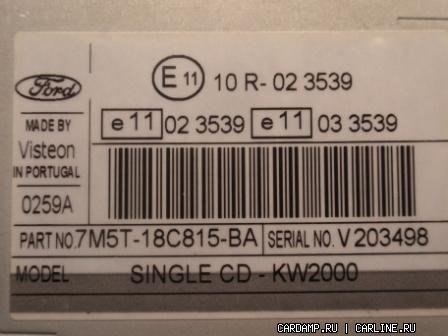 Ford
E 11 10 R- 02 3539
MADE BY
Visteon
IN PORTUGAL
e 11 02 3539 e 11 03 3539
0259A
PART NO. 7M5T-18C815-BA SERIAL NO. V 203498
MODEL SINGLE CD - KW2000
CARDAMP.RU | CARLINE.RU